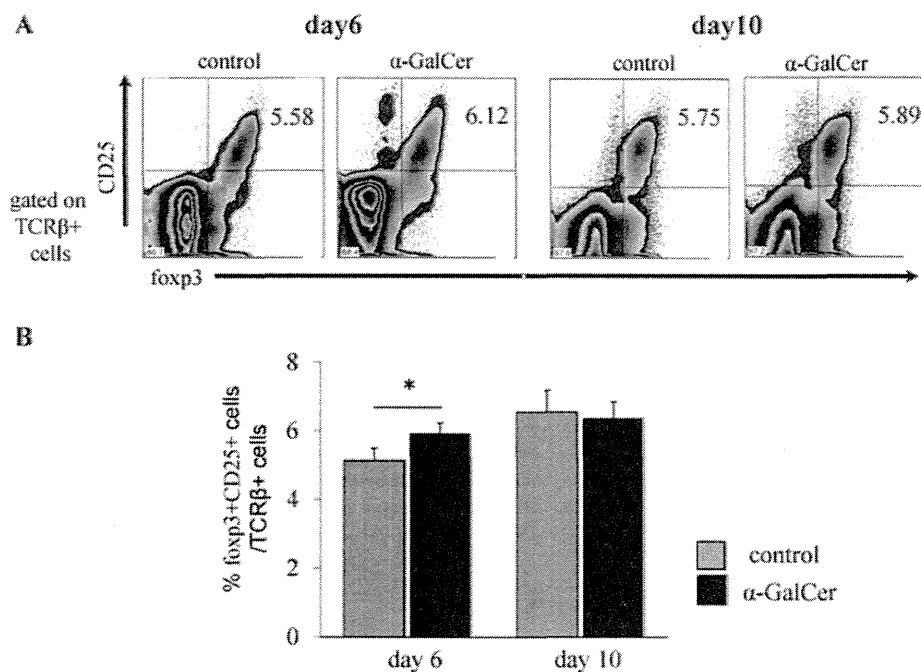 A
day6
day10
control
α-GalCer
control
α-GalCer
5.58
6.12
5.75
5.89
CD25
gated on
TCRβ+
cells
foxp3
B
% foxp3+CD25+ cells
/TCRβ+ cells
8
6
4
2
0
*
day 6
day 10
control
α-GalCer